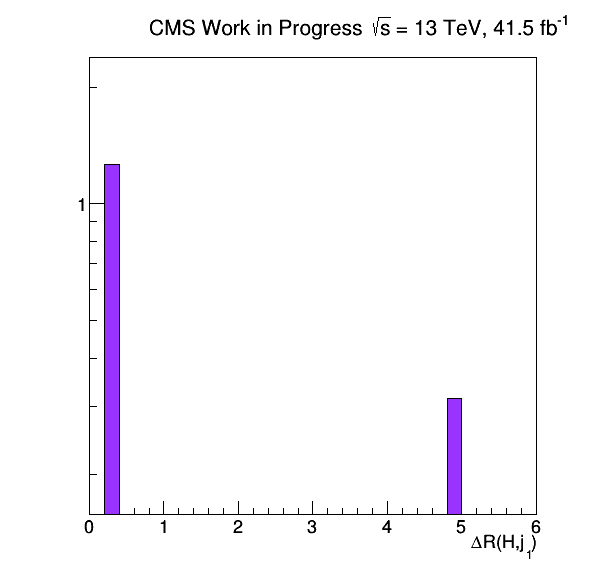 CMS Work in Progress √s = 13 TeV, 41.5 fb⁻¹
1
0 1 2 3 4 5 6
ΔR(H,j₁)